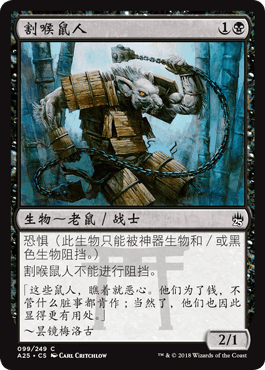 割喉鼠人 1
生物～老鼠／战士
恐惧（此生物只能被神器生物和／或黑
色生物阻挡。）
割喉鼠人不能进行阻挡。
「这些鼠人，瞧着就恶心。他们为了钱，不
管什么脏事都肯作；当然了，他们也因此
显得更有用处。」
～昙镜梅洛古
2/1
099/249 C
A25 • CS CARL CRITCHLOW
™ & © 2018 Wizards of the Coast